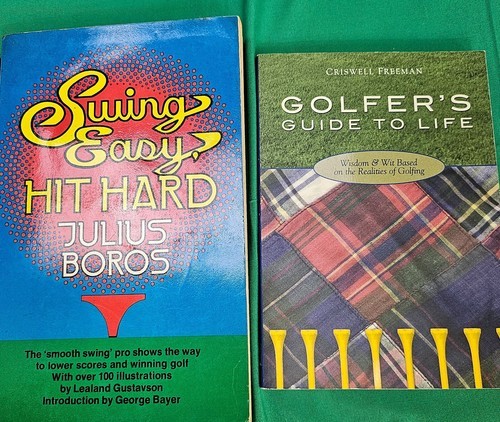 Swing
Easy,
HIT HARD
JULIUS
BOROS
The 'smooth swing' pro shows the way
to lower scores and winning golf
With over 100 illustrations
by Lealand Gustavson
Introduction by George Bayer
CRISWELL FREEMAN
GOLFER'S
GUIDE TO LIFE
Wisdom & Wit Based
on the Realities of Golfing